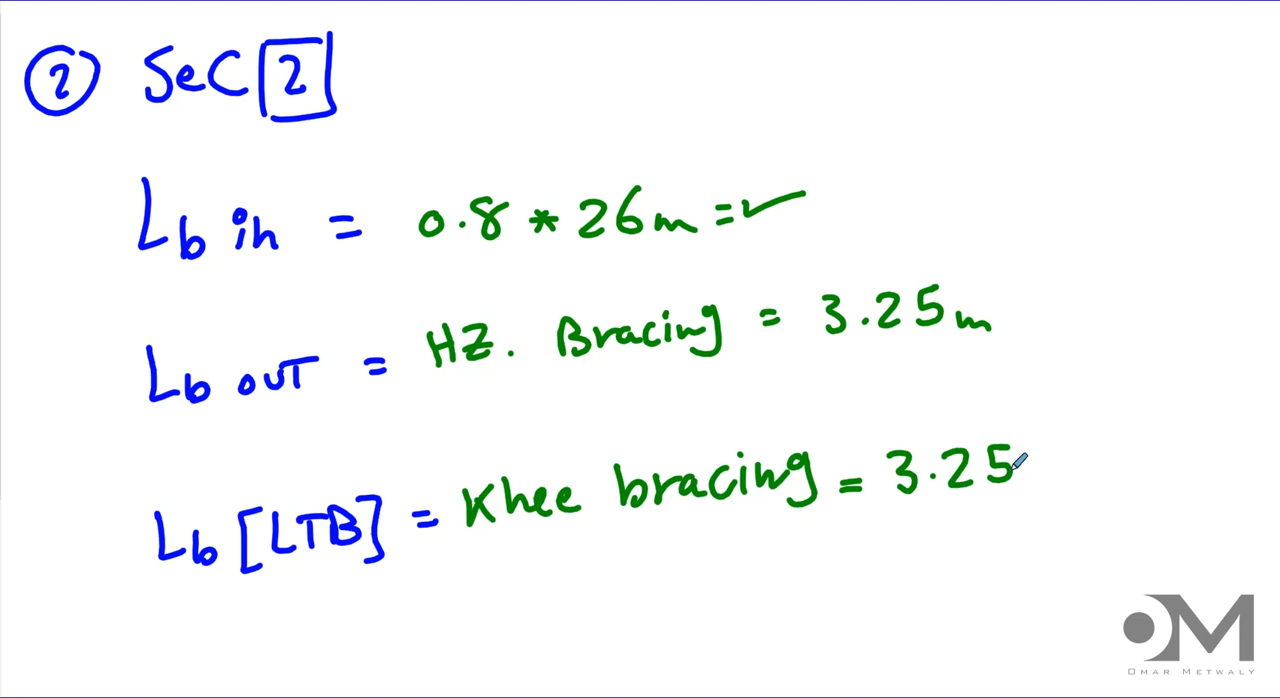 2 Sec 2
Lb in = 0.8 * 26m = ✓
Lb out = HZ. Bracing = 3.25m
Lb [LTB] = Knee bracing = 3.25
OM
OMAR METWALY